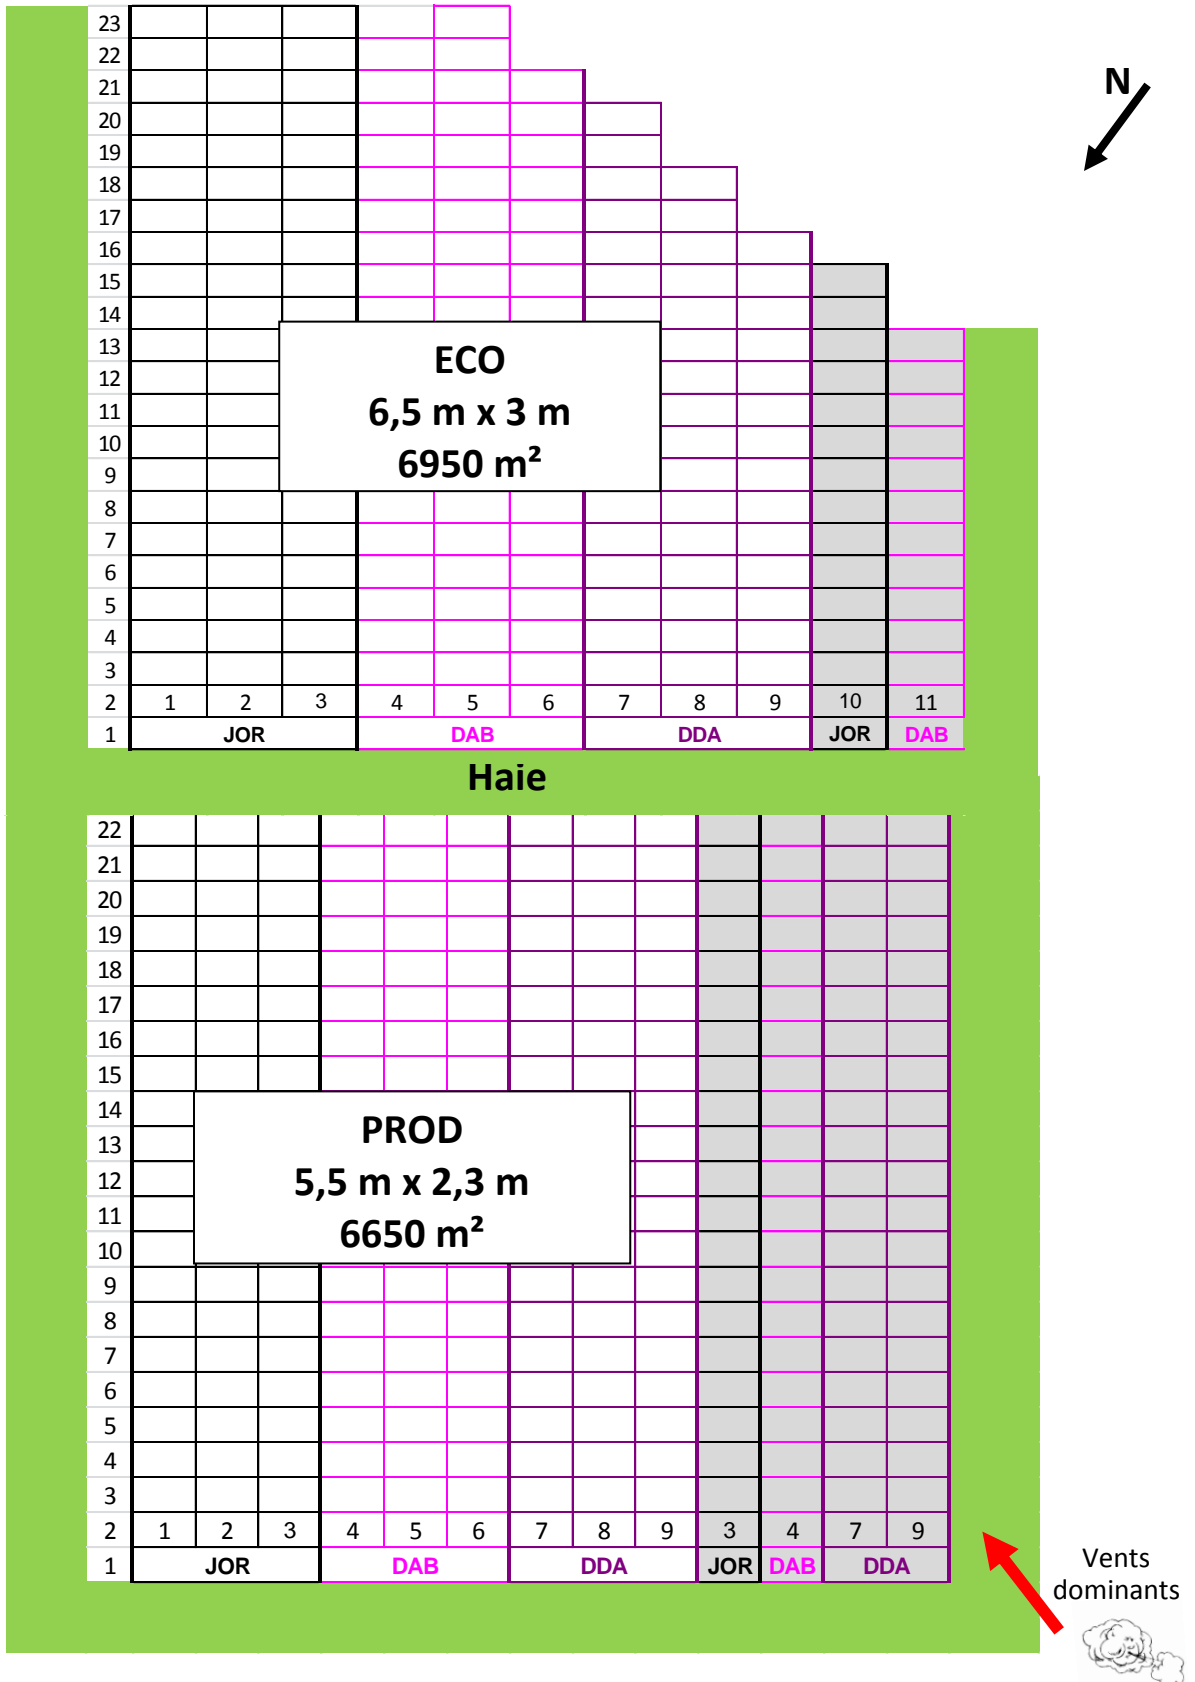 23
22
21
N
20
19
18
17
16
15
14
13
12
11
10
9
8
7
6
5
4
3
ECO
6,5 m x 3 m
6950 m²
2 1 2 3 4 5 6 7 8 9 10 11
1 JOR DAB DDA JOR DAB
Haie
22
21
20
19
18
17
16
15
14
13
12
11
10
9
8
7
6
5
4
3
PROD
5,5 m x 2,3 m
6650 m²
2 1 2 3 4 5 6 7 8 9 3 4 7 9
1 JOR DAB DDA JOR DAB DDA
Vents
dominants